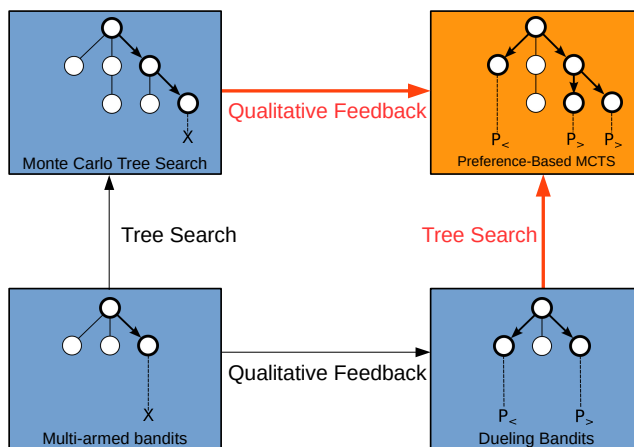 X
Monte Carlo Tree Search
Qualitative Feedback
P<
P>
P>
Preference-Based MCTS
Tree Search
Tree Search
X
Multi-armed bandits
Qualitative Feedback
P<
P>
Dueling Bandits